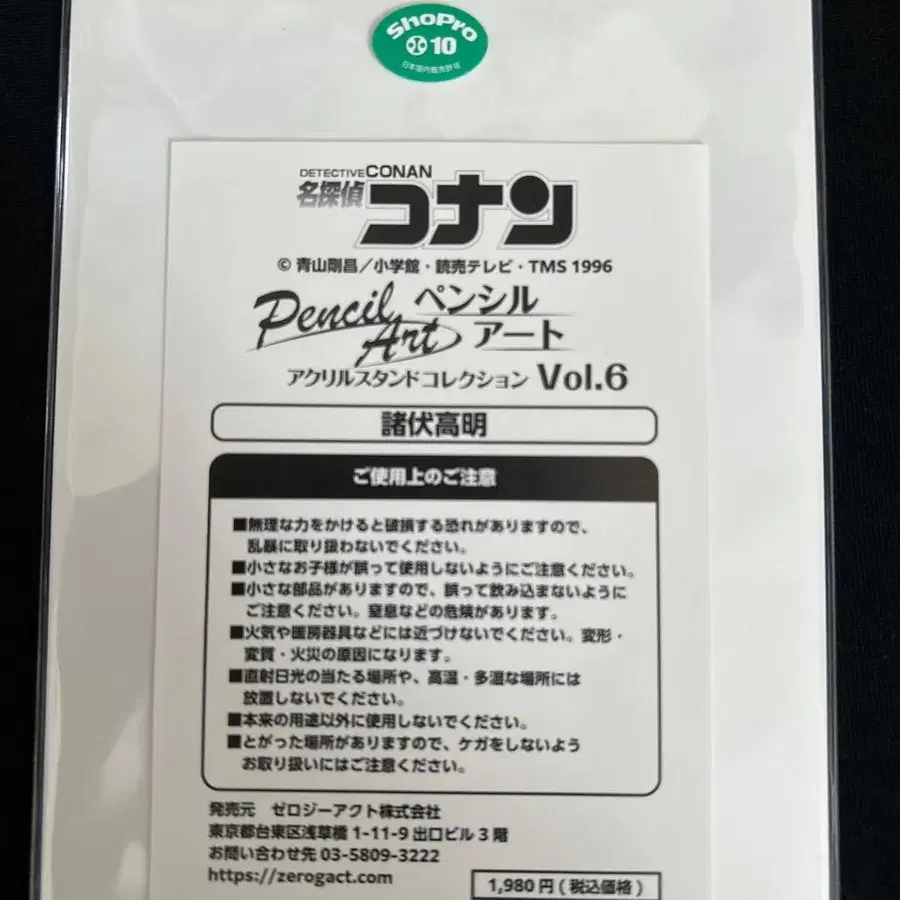 ShoPro
10
日本国内販売許可
DETECTIVE CONAN
名探偵コナン
© 青山剛昌／小学館・読売テレビ・TMS 1996
Pencil Art ペンシルアート
アクリルスタンドコレクション Vol.6
諸伏高明
ご使用上のご注意
■無理な力をかけると破損する恐れがありますので、
乱暴に取り扱わないでください。
■小さなお子様が誤って使用しないようにご注意ください。
■小さな部品がありますので、誤って飲み込まないように
ご注意ください。窒息などの危険があります。
■火気や暖房器具などには近づけないでください。変形・
変質・火災の原因になります。
■直射日光の当たる場所や、高温・多湿な場所には
放置しないでください。
■本来の用途以外に使用しないでください。
■とがった場所がありますので、ケガをしないよう
お取り扱いにはご注意ください。
発売元　ゼロジーアクト株式会社
東京都台東区浅草橋 1-11-9 出口ビル 3 階
お問い合わせ先 03-5809-3222
https://zerogact.com
1,980 円 ( 税込価格 )